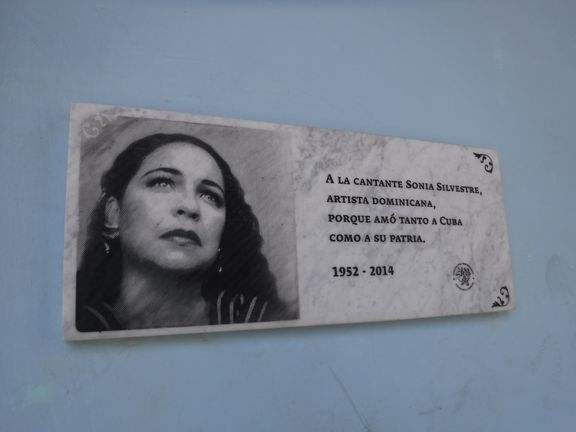 A LA CANTANTE SONIA SILVESTRE,
ARTISTA DOMINICANA,
PORQUE AMÓ TANTO A CUBA
COMO A SU PATRIA.
1952 - 2014